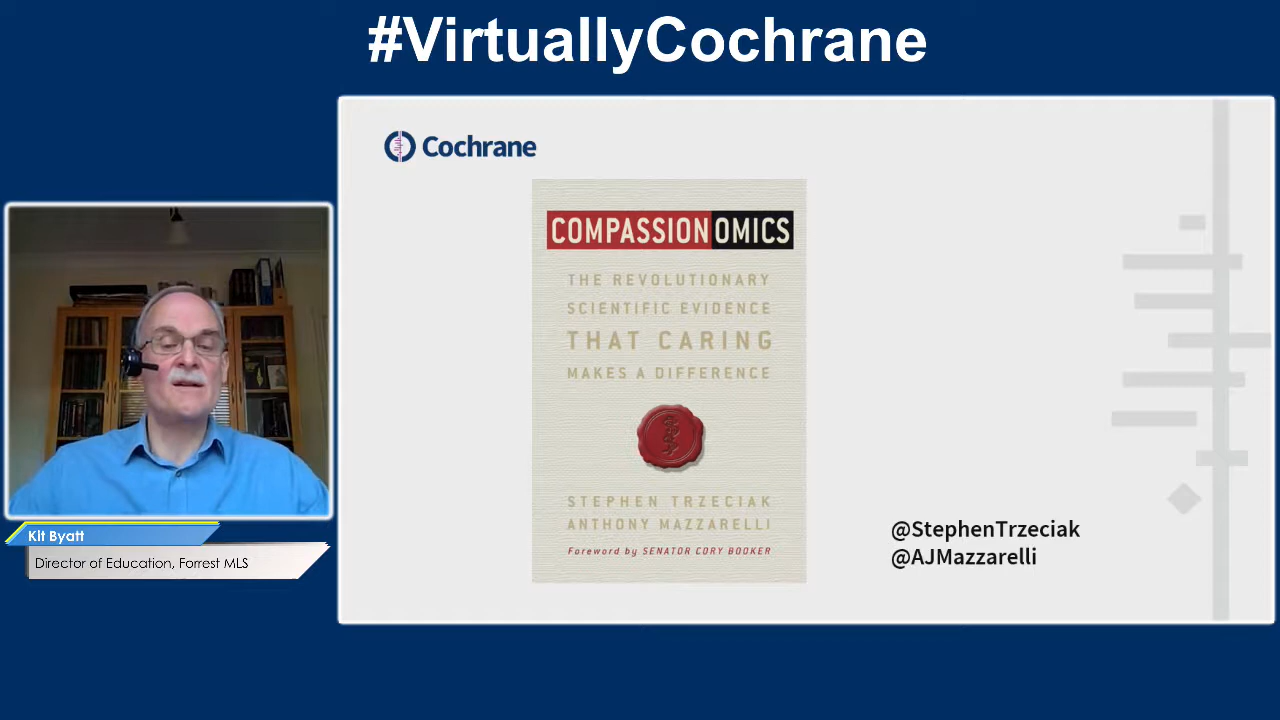 #VirtuallyCochrane
Cochrane
COMPASSIONOMICS
THE REVOLUTIONARY
SCIENTIFIC EVIDENCE
THAT CARING
MAKES A DIFFERENCE
STEPHEN TRZECIAK
ANTHONY MAZZARELLI
Foreword by SENATOR CORY BOOKER
@StephenTrzeciak
@AJMazzarelli
Kit Byatt
Director of Education, Forrest MLS